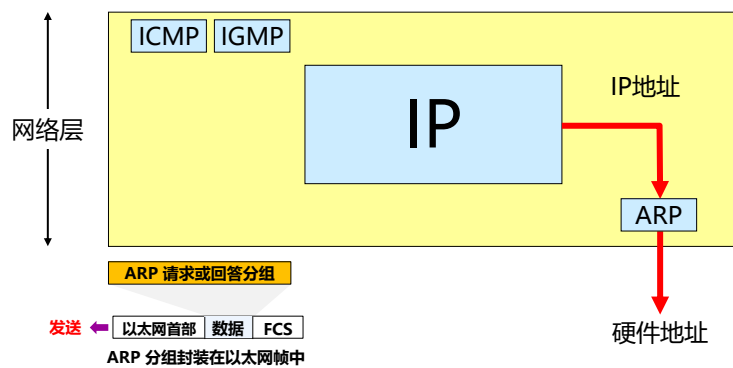 ICMP
IGMP
IP
IP地址
网络层
ARP
ARP 请求或回答分组
发送
以太网首部
数据
FCS
硬件地址
ARP 分组封装在以太网帧中